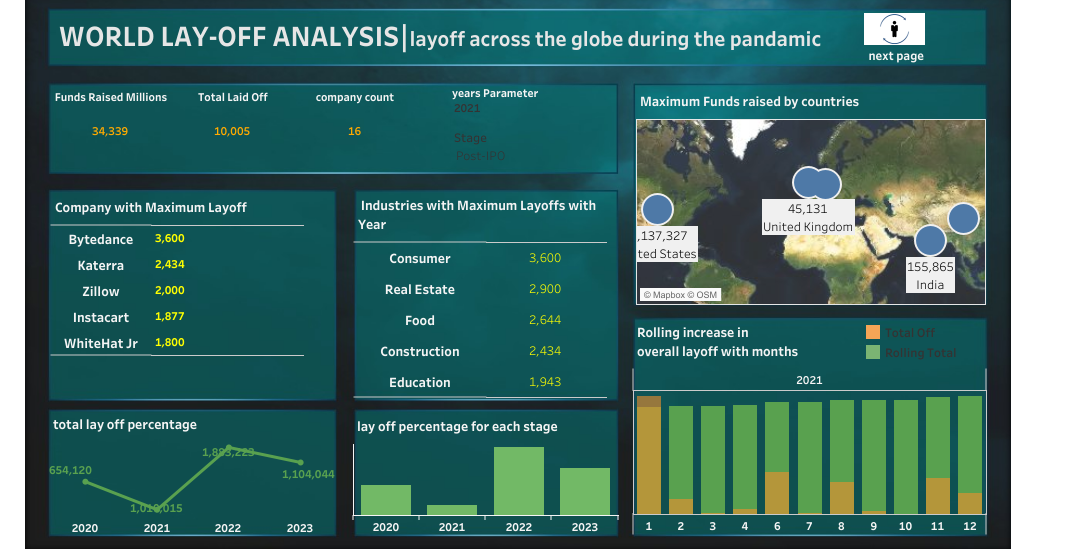 WORLD LAY-OFF ANALYSIS|layoff across the globe during the pandamic
next page
Funds Raised Millions
34,339
Total Laid Off
10,005
company count
16
years Parameter
2021
Stage
Post-IPO
Maximum Funds raised by countries
45,131
United Kingdom
,137,327
ted States
155,865
India
© Mapbox © OSM
Company with Maximum Layoff
Bytedance 3,600
Katerra 2,434
Zillow 2,000
Instacart 1,877
WhiteHat Jr 1,800
Industries with Maximum Layoffs with
Year
Consumer 3,600
Real Estate 2,900
Food 2,644
Construction 2,434
Education 1,943
Rolling increase in
overall layoff with months
Total Off
Rolling Total
2021
1 2 3 4 6 7 8 9 10 11 12
total lay off percentage
654,120
1,104,044
2020 2021 2022 2023
lay off percentage for each stage
2020 2021 2022 2023